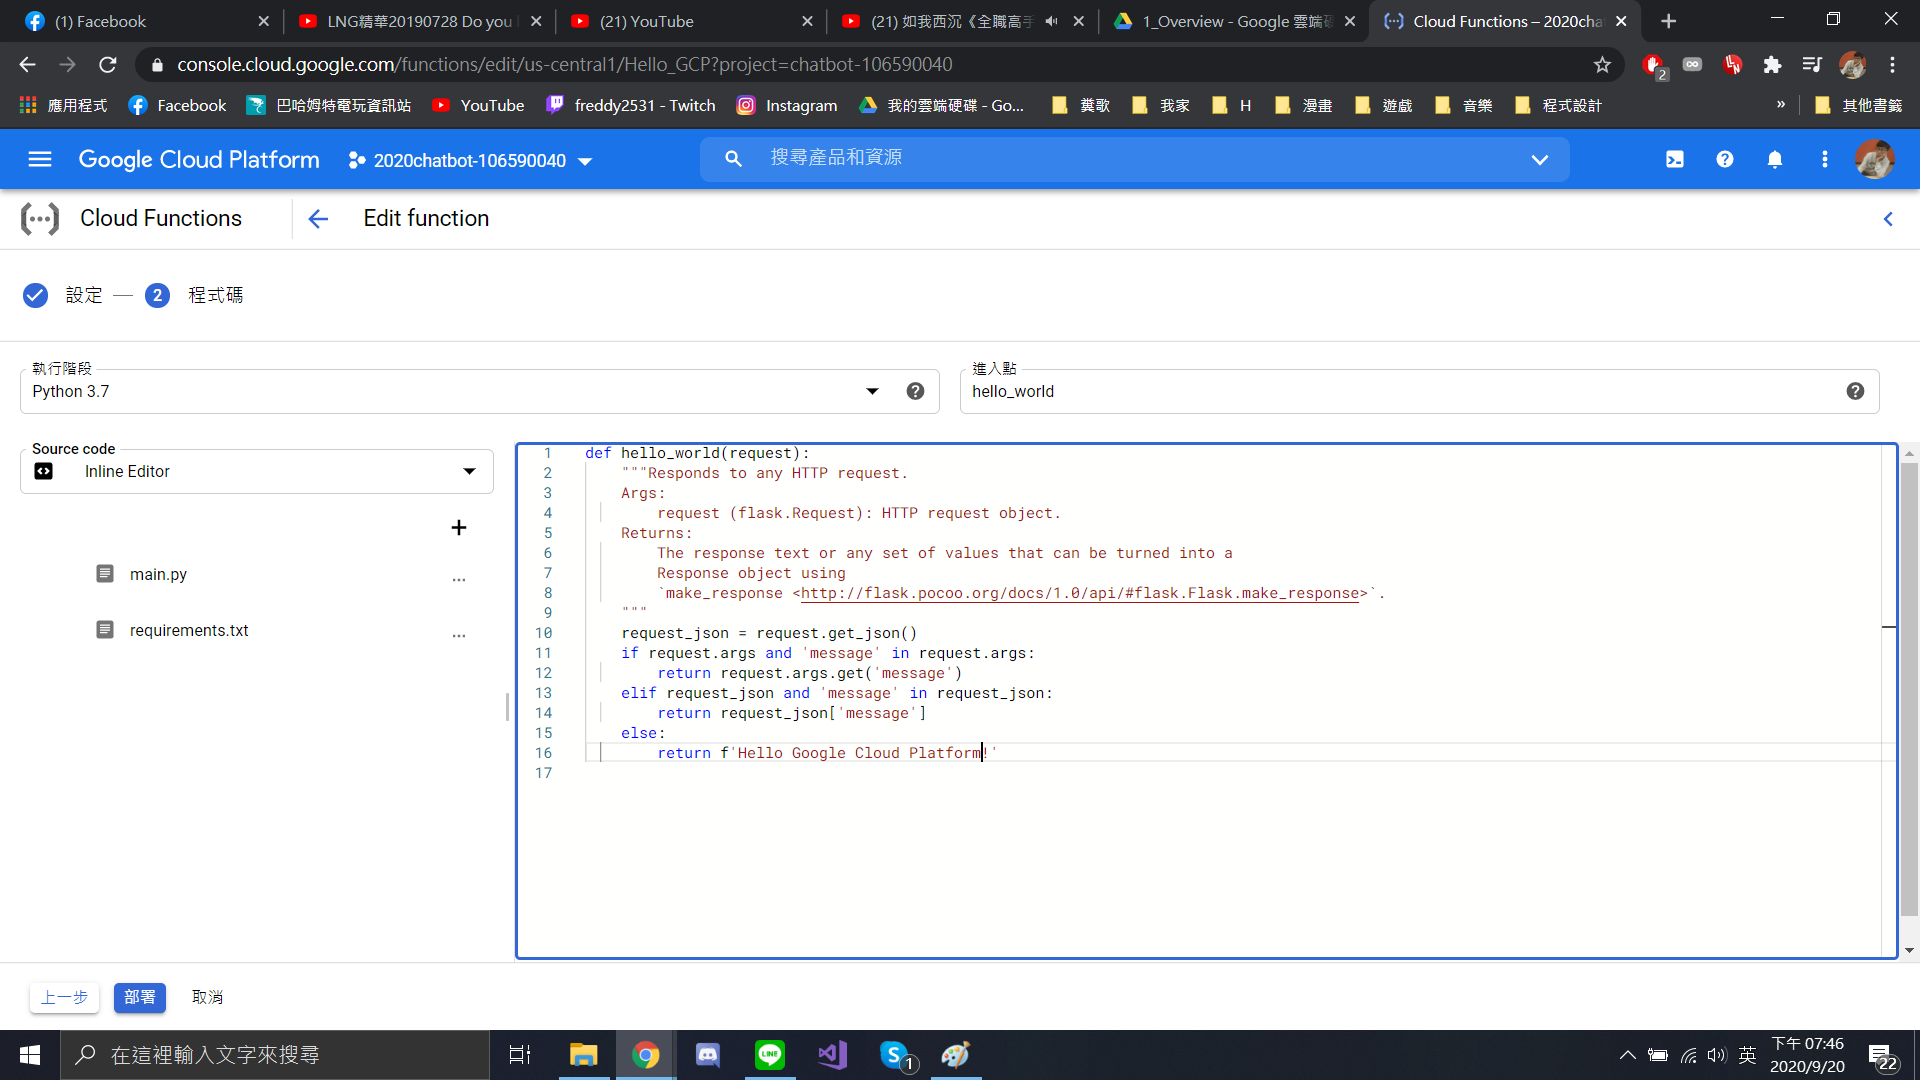 (1) Facebook
LNG精華20190728 Do you
(21) YouTube
(21) 如我西沉《全職高手
1_Overview - Google 雲端硬
Cloud Functions – 2020cha
console.cloud.google.com/functions/edit/us-central1/Hello_GCP?project=chatbot-106590040
2
應用程式
Facebook
巴哈姆特電玩資訊站
YouTube
freddy2531 - Twitch
Instagram
我的雲端硬碟 - Go...
糞歌
我家
H
漫畫
遊戲
音樂
程式設計
»
其他書籤
Google Cloud Platform
2020chatbot-106590040
搜尋產品和資源
Cloud Functions
Edit function
設定
2 程式碼
執行階段
Python 3.7
進入點
hello_world
Source code
Inline Editor
main.py
...
requirements.txt
...
1 def hello_world(request):
2 """Responds to any HTTP request.
3 Args:
4 request (flask.Request): HTTP request object.
5 Returns:
6 The response text or any set of values that can be turned into a
7 Response object using
8 `make_response <http://flask.pocoo.org/docs/1.0/api/#flask.Flask.make_response>`.
9 """
10 request_json = request.get_json()
11 if request.args and 'message' in request.args:
12 return request.args.get('message')
13 elif request_json and 'message' in request_json:
14 return request_json['message']
15 else:
16 return f'Hello Google Cloud Platform!'
17
上一步
部署
取消
在這裡輸入文字來搜尋
1
英
下午 07:46
2020/9/20
22